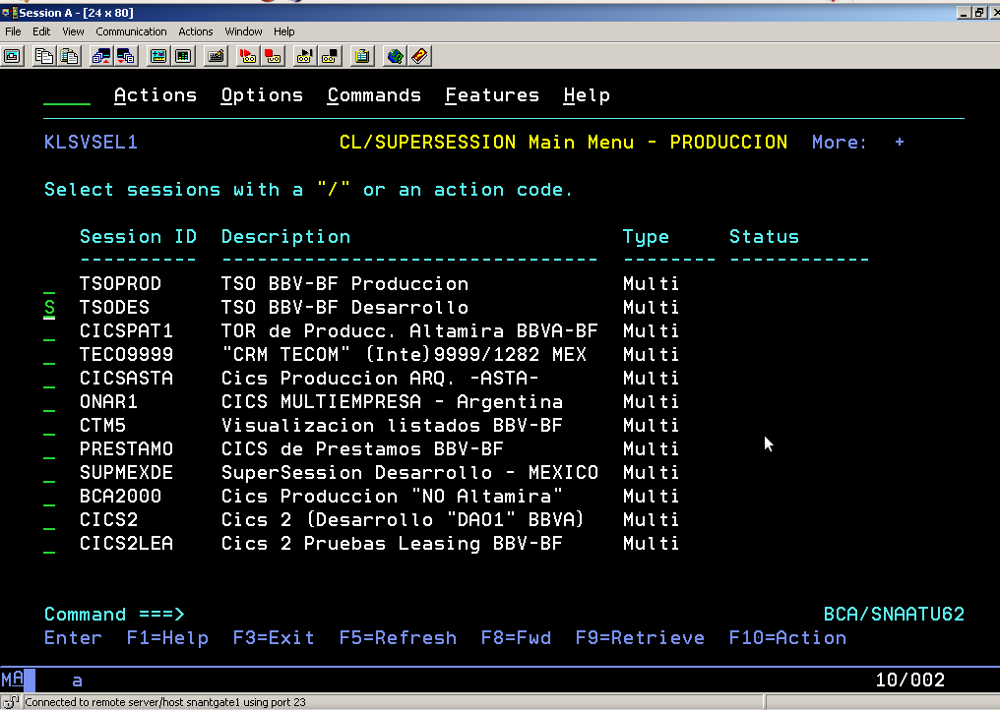 Session A - [24 x 80]
File Edit View Communication Actions Window Help
____ Actions Options Commands Features Help
KLSVSEL1 CL/SUPERSESSION Main Menu - PRODUCCION More: +
Select sessions with a "/" or an action code.
Session ID Description Type Status
---------- -------------------------------- -------- ------------
_ TSOPROD TSO BBV-BF Produccion Multi
S TSODES TSO BBV-BF Desarrollo Multi
_ CICSPAT1 TOR de Producc. Altamira BBVA-BF Multi
_ TECO9999 "CRM TECOM" (Inte)9999/1282 MEX Multi
_ CICSASTA Cics Produccion ARQ. -ASTA- Multi
_ ONAR1 CICS MULTIEMPRESA - Argentina Multi
_ CTM5 Visualizacion listados BBV-BF Multi
_ PRESTAMO CICS de Prestamos BBV-BF Multi
_ SUPMEXDE SuperSession Desarrollo - MEXICO Multi
_ BCA2000 Cics Produccion "NO Altamira" Multi
_ CICS2 Cics 2 (Desarrollo "DAO1" BBVA) Multi
_ CICS2LEA Cics 2 Pruebas Leasing BBV-BF Multi
Command ===> BCA/SNAATU62
Enter F1=Help F3=Exit F5=Refresh F8=Fwd F9=Retrieve F10=Action
MA a 10/002
Connected to remote server/host snantgate1 using port 23